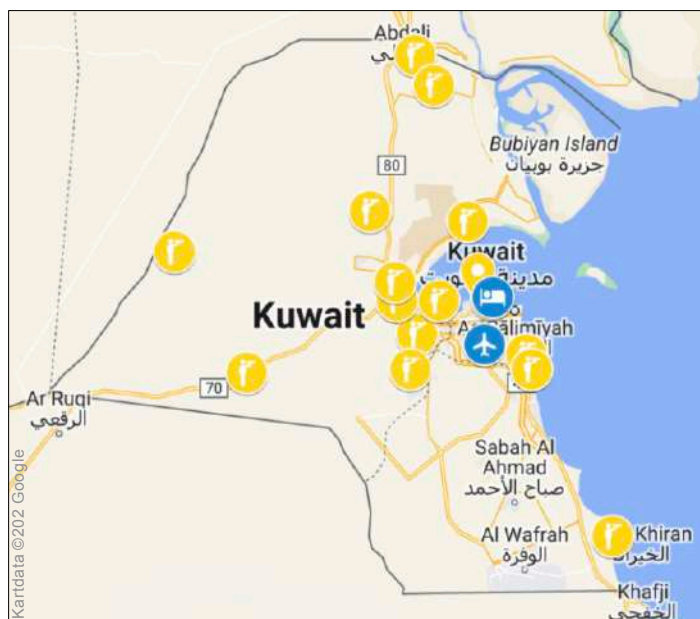 Abdali
80
Bubiyan Island
جزيرة بوبيان
Kuwait
Kuwait
70
Ar Ruqi
الرقعي
Sabah Al
Ahmad
صباح الأحمد
Al Wafrah
الوفرة
Khiran
Khafji
الخفجي
Kartdata ©202 Google